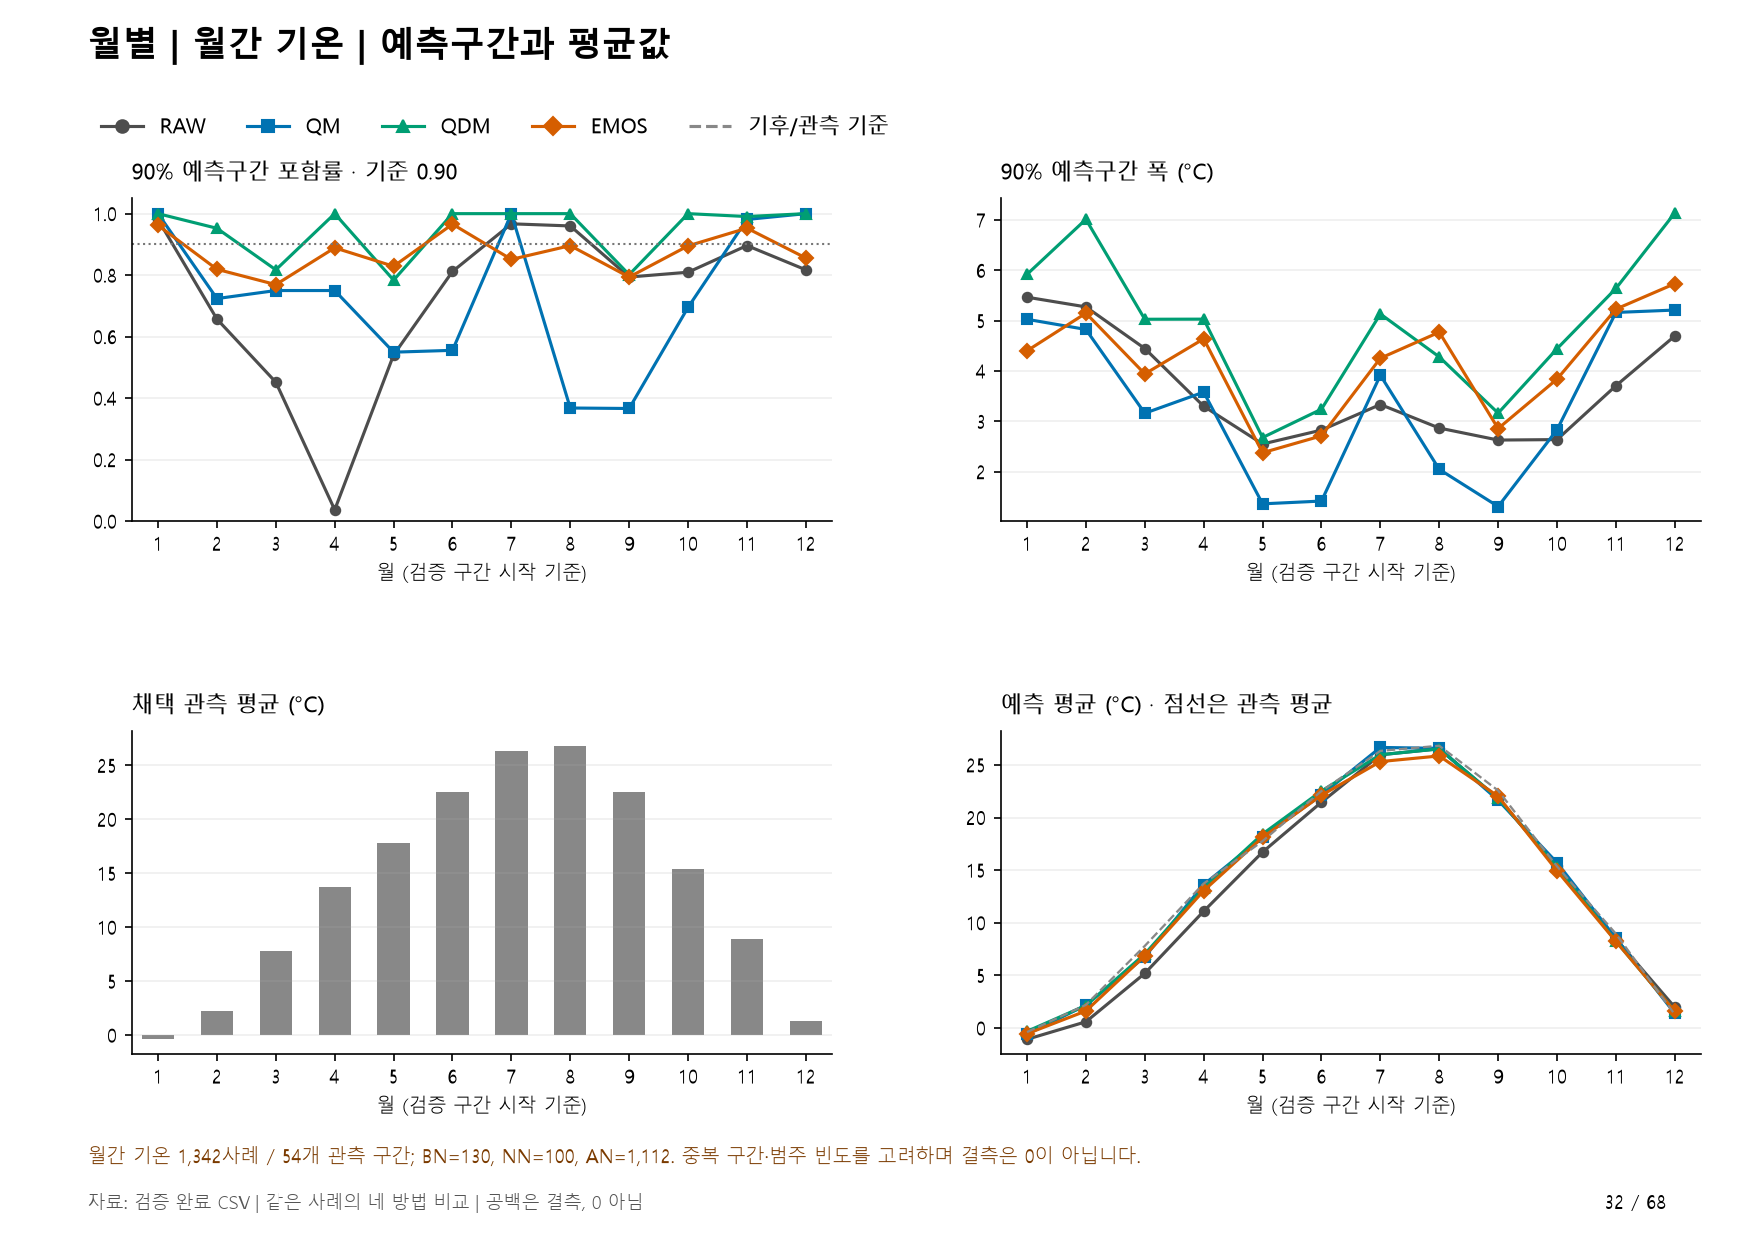 월별 | 월간 기온 | 예측구간과 평균값
RAW QM QDM EMOS 기후/관측 기준
90% 예측구간 포함률 · 기준 0.90
1.0
0.8
0.6
0.4
0.2
0.0
1 2 3 4 5 6 7 8 9 10 11 12
월 (검증 구간 시작 기준)
90% 예측구간 폭 (°C)
7
6
5
4
3
2
1 2 3 4 5 6 7 8 9 10 11 12
월 (검증 구간 시작 기준)
채택 관측 평균 (°C)
25
20
15
10
5
0
1 2 3 4 5 6 7 8 9 10 11 12
월 (검증 구간 시작 기준)
예측 평균 (°C) · 점선은 관측 평균
25
20
15
10
5
0
1 2 3 4 5 6 7 8 9 10 11 12
월 (검증 구간 시작 기준)
월간 기온 1,342사례 / 54개 관측 구간; BN=130, NN=100, AN=1,112. 중복 구간·범주 빈도를 고려하며 결측은 0이 아닙니다.
자료: 검증 완료 CSV | 같은 사례의 네 방법 비교 | 공백은 결측, 0 아님
32 / 68